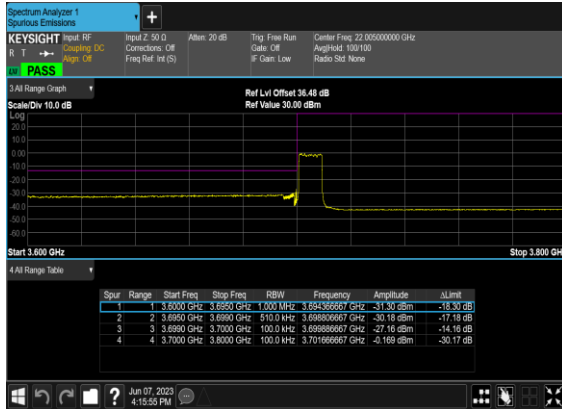 Spectrum Analyzer 1
Spurious Emissions
+
KEYSIGHT Input: RF Input Z: 50 Ω Atten: 20 dB Trig: Free Run Center Freq: 22.005000000 GHz
R T Coupling: DC Corrections: Off Gate: Off Avg|Hold: 100/100
Align: Off Freq Ref: Int (S) IF Gain: Low Radio Std: None
PASS
3 All Range Graph
Ref Lvl Offset 36.48 dB
Scale/Div 10.0 dB Ref Value 30.00 dBm
Log
20.0
10.0
0.00
-10.0
-20.0
-30.0
-40.0
-50.0
-60.0
Start 3.600 GHz Stop 3.800 GH
4 All Range Table
Spur Range Start Freq Stop Freq RBW Frequency Amplitude ΔLimit
1 1 3.6000 GHz 3.6950 GHz 1.000 MHz 3.694366667 GHz -31.30 dBm -18.30 dB
2 2 3.6950 GHz 3.6990 GHz 510.0 kHz 3.698806667 GHz -30.18 dBm -17.18 dB
3 3 3.6990 GHz 3.7000 GHz 100.0 kHz 3.699886667 GHz -27.16 dBm -14.16 dB
4 4 3.7000 GHz 3.8000 GHz 100.0 kHz 3.701666667 GHz -0.169 dBm -30.17 dB
? Jun 07, 2023
4:15:55 PM